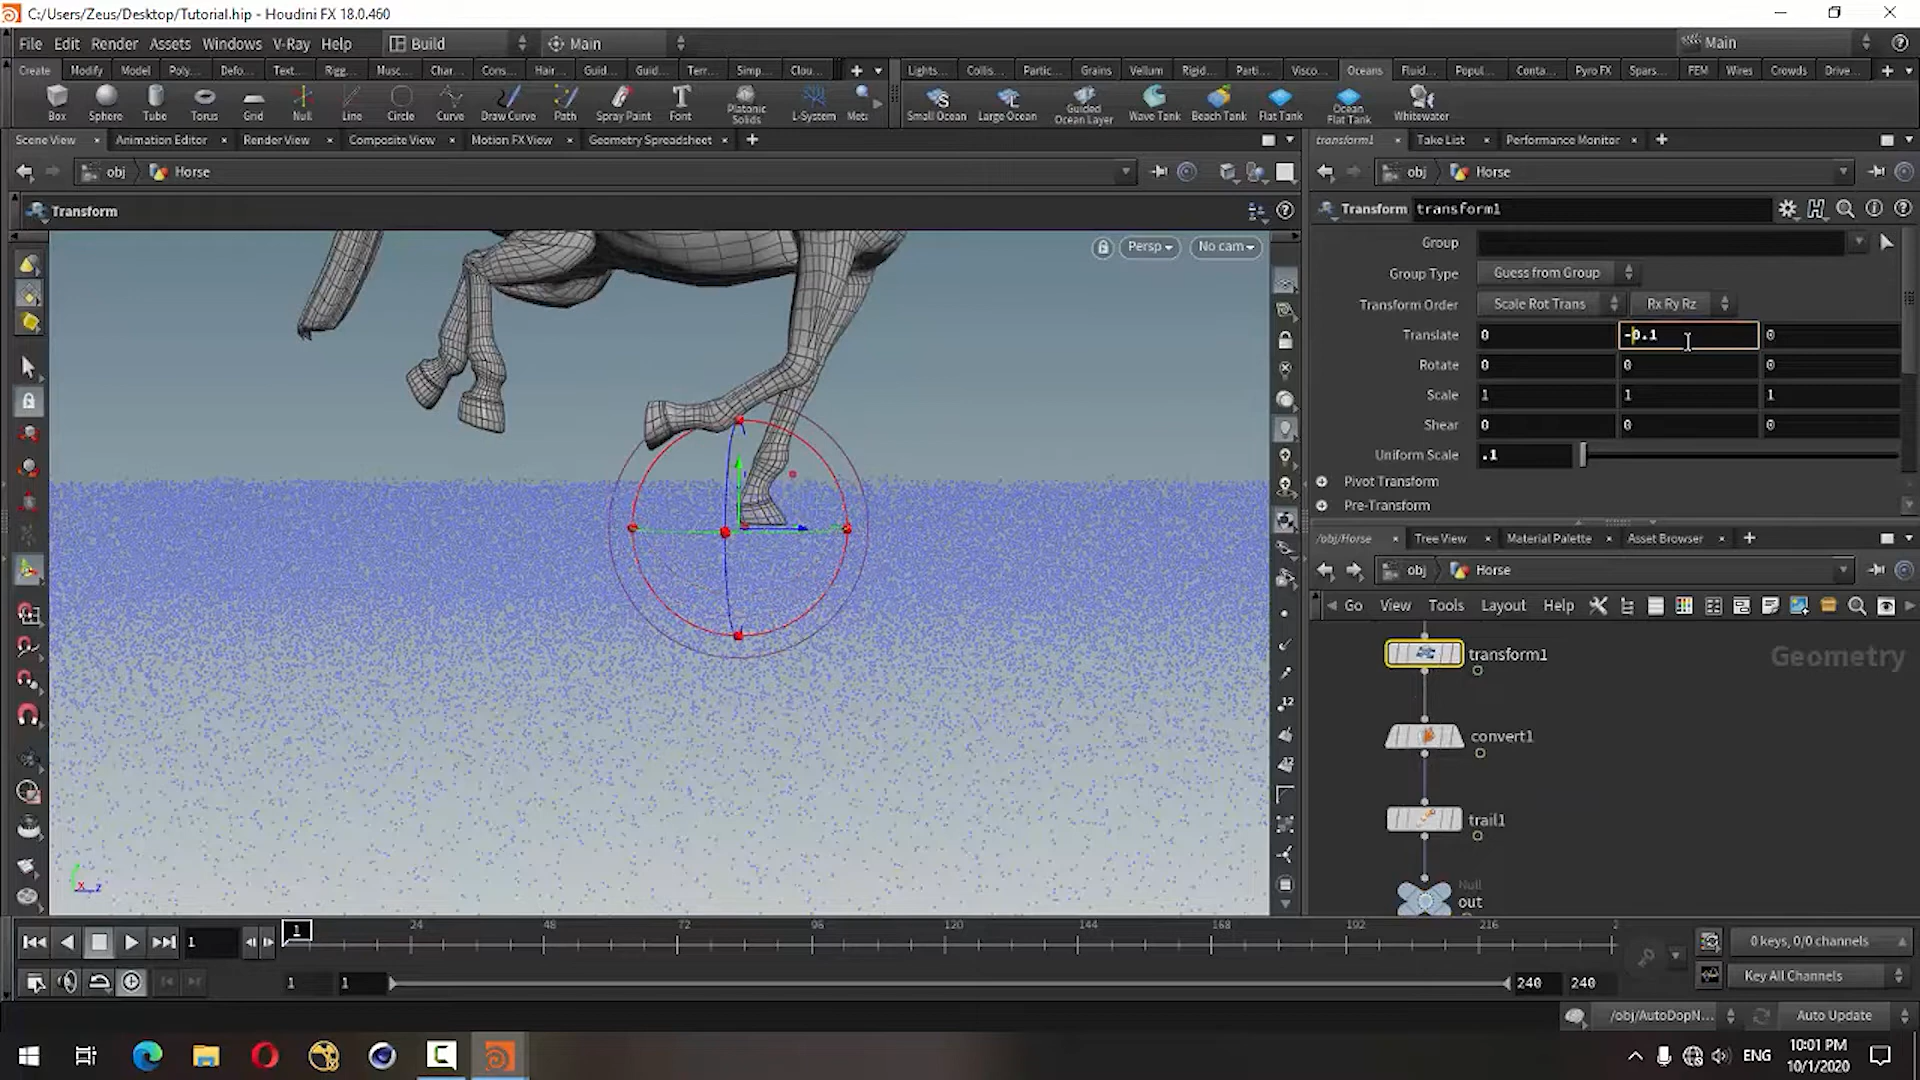 C:/Users/Zeus/Desktop/Tutorial.hip - Houdini FX 18.0.460
File Edit Render Assets Windows V-Ray Help Build Main Main
Create Modify Model Poly... Defo... Text... Rigg... Musc... Char... Cons... Hair... Guid... Guid... Terr... Simp... Clou... Lights... Collis... Partic... Grains Vellum Rigid... Parti... Visco... Oceans Fluid... Popul... Conta... Pyro FX Spars... FEM Wires Crowds Drive...
Box Sphere Tube Torus Grid Null Line Circle Curve Draw Curve Path Spray Paint Font Platonic Solids L-System Meta Small Ocean Large Ocean Guided Ocean Layer Wave Tank Beach Tank Flat Tank Ocean Flat Tank Whitewater
Scene View Animation Editor Render View Composite View Motion FX View Geometry Spreadsheet transform1 Take List Performance Monitor
obj Horse obj Horse
Transform Transform transform1
Persp No cam
Group
Group Type Guess from Group
Transform Order Scale Rot Trans Rx Ry Rz
Translate 0 -0.1 0
Rotate 0 0 0
Scale 1 1 1
Shear 0 0 0
Uniform Scale .1
Pivot Transform
Pre-Transform
/obj/Horse Tree View Material Palette Asset Browser
obj Horse
Go View Tools Layout Help
transform1
Geometry
convert1
trail1
Null
out
1 1 24 48 72 96 120 144 168 192 216 2
0 keys, 0/0 channels
1 1 240 240 Key All Channels
/obj/AutoDopN... Auto Update
ENG 10:01 PM
10/1/2020